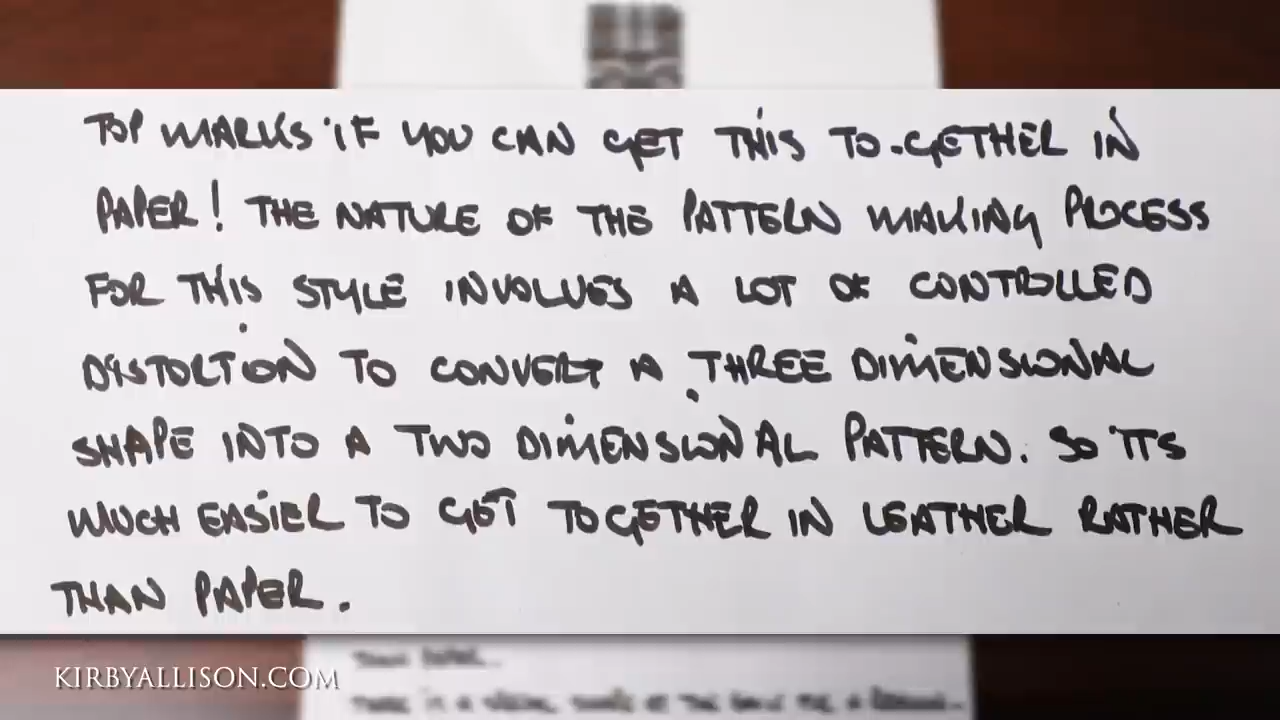 TOP MARKS IF YOU CAN GET THIS TO-GETHER IN
PAPER! THE NATURE OF THE PATTERN MAKING PROCESS
FOR THIS STYLE INVOLVES A LOT OF CONTROLLED
DISTORTION TO CONVERT A THREE DIMENSIONAL
SHAPE INTO A TWO DIMENSIONAL PATTERN. SO ITS
MUCH EASIER TO GET TOGETHER IN LEATHER RATHER
THAN PAPER.
KIRBYALLISON.COM
THAN PAPER.